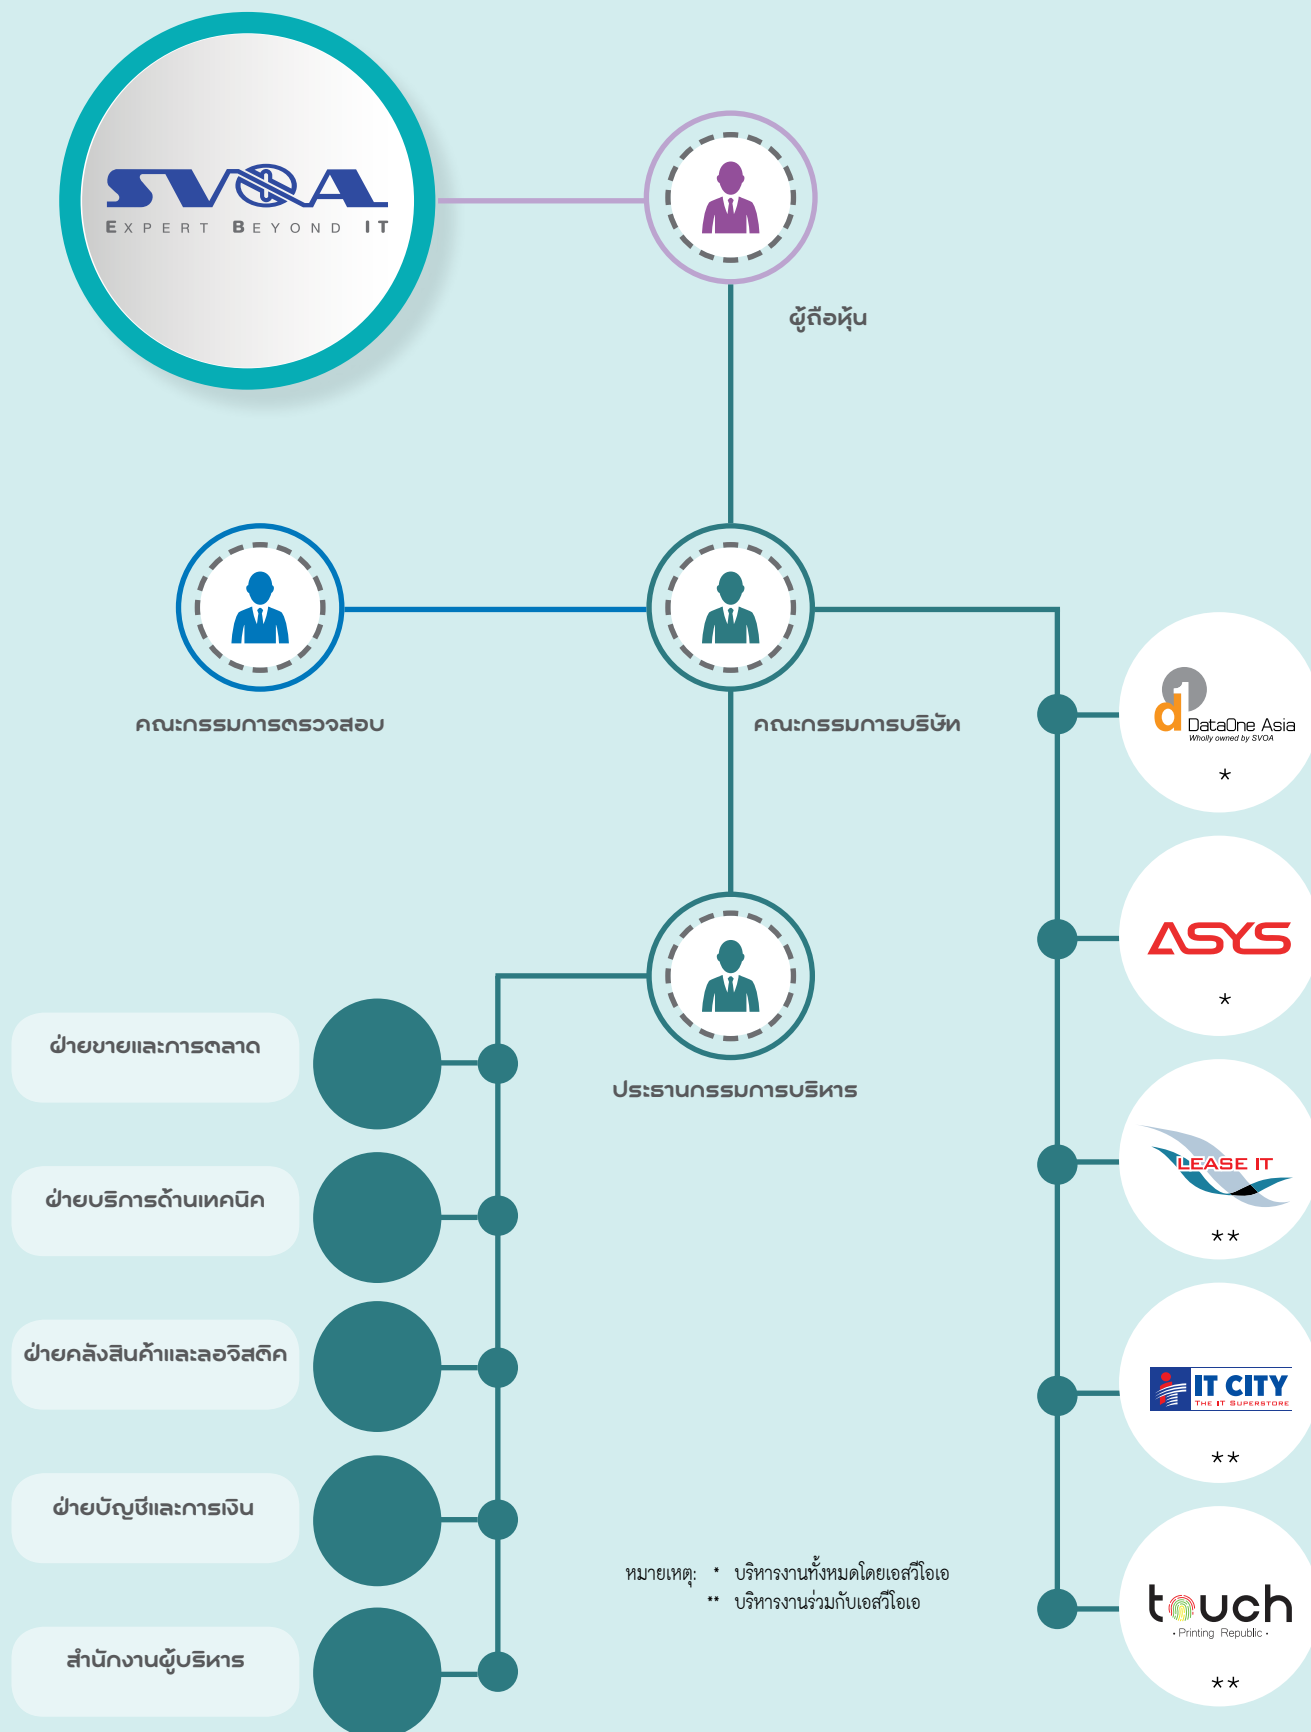 SVOA
EXPERT BEYOND IT
ผู้ถือหุ้น
คณะกรรมการตรวจสอบ
คณะกรรมการบริษัท
d1
DataOne Asia
Wholly owned by SVOA
*
ASYS
*
ประธานกรรมการบริหาร
ฝ่ายขายและการตลาด
ฝ่ายบริการด้านเทคนิค
ฝ่ายคลังสินค้าและลอจิสติค
ฝ่ายบัญชีและการเงิน
สำนักงานผู้บริหาร
LEASE IT
**
IT CITY
THE IT SUPERSTORE
**
touch
• Printing Republic •
**
หมายเหตุ: * บริหารงานทั้งหมดโดยเอสวีโอเอ
** บริหารงานร่วมกับเอสวีโอเอ